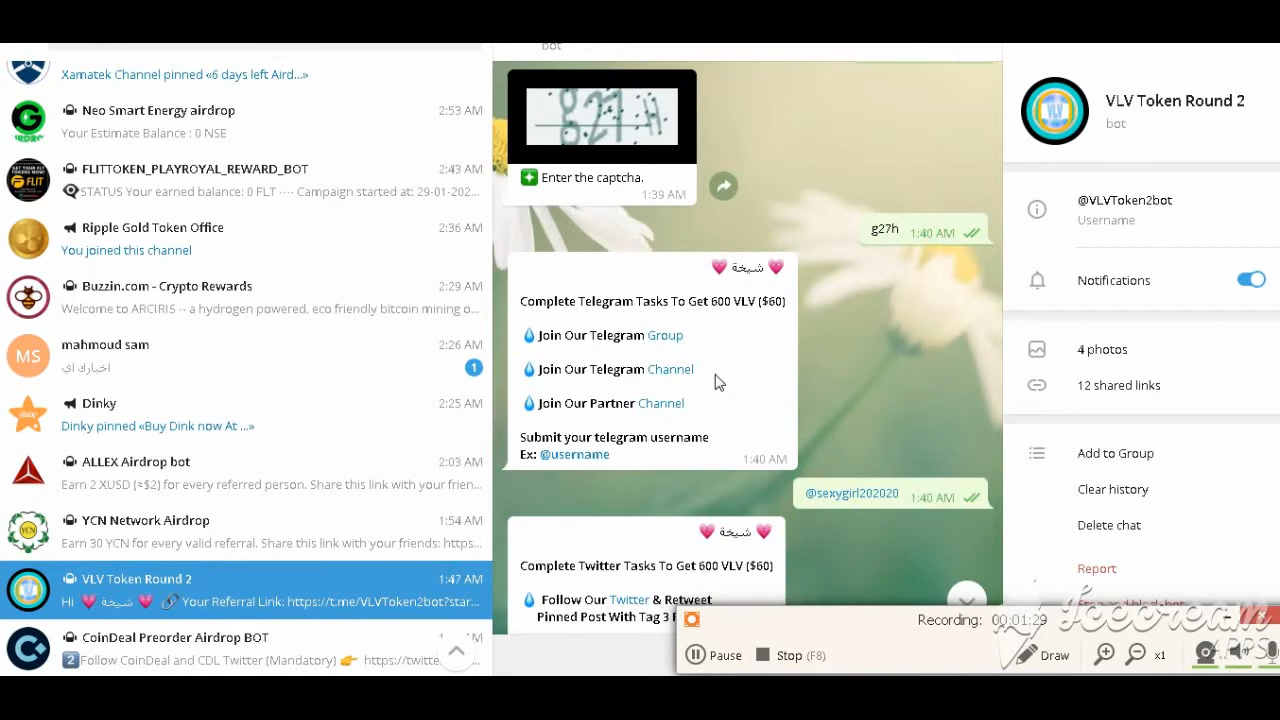 Xamatek Channel pinned «6 days left Aird...»
Neo Smart Energy airdrop 2:53 AM
Your Estimate Balance : 0 NSE
FLITTOKEN_PLAYROYAL_REWARD_BOT 2:43 AM
STATUS Your earned balance: 0 FLT ---- Campaign started at: 29-01-202...
Ripple Gold Token Office 2:36 AM
You joined this channel
Buzzin.com - Crypto Rewards 2:29 AM
Welcome to ARCIRIS -- a hydrogen powered, eco friendly bitcoin mining o...
MS
mahmoud sam 2:26 AM
اخبارك اي 1
Dinky 2:25 AM
Dinky pinned «Buy Dink now At ...»
ALLEX Airdrop bot 2:03 AM
Earn 2 XUSD (≈$2) for every referred person. Share this link with your frien...
YCN Network Airdrop 1:54 AM
Earn 30 YCN for every valid referral. Share this link with your friends: https...
VLV Token Round 2 1:47 AM
Hi 💗 شيخة 💗 🔗 Your Referral Link: https://t.me/VLVToken2bot?star...
CoinDeal Preorder Airdrop BOT
2 Follow CoinDeal and CDL Twitter [Mandatory] 👉 https://twitte...
bot
g27H
Enter the captcha.
1:39 AM
g27h 1:40 AM
💗 شيخة 💗
Complete Telegram Tasks To Get 600 VLV ($60)
💧 Join Our Telegram Group
💧 Join Our Telegram Channel
💧 Join Our Partner Channel
Submit your telegram username
Ex: @username
1:40 AM
@sexygirl202020 1:40 AM
💗 شيخة 💗
Complete Twitter Tasks To Get 600 VLV ($60)
💧 Follow Our Twitter & Retweet
Pinned Post With Tag 3
VLV
VLV Token Round 2
bot
@VLVToken2bot
Username
Notifications
4 photos
12 shared links
Add to Group
Clear history
Delete chat
Report
Recording: 00:01:29
Pause
Stop (F8)
Draw
x1
Icecream
APPS